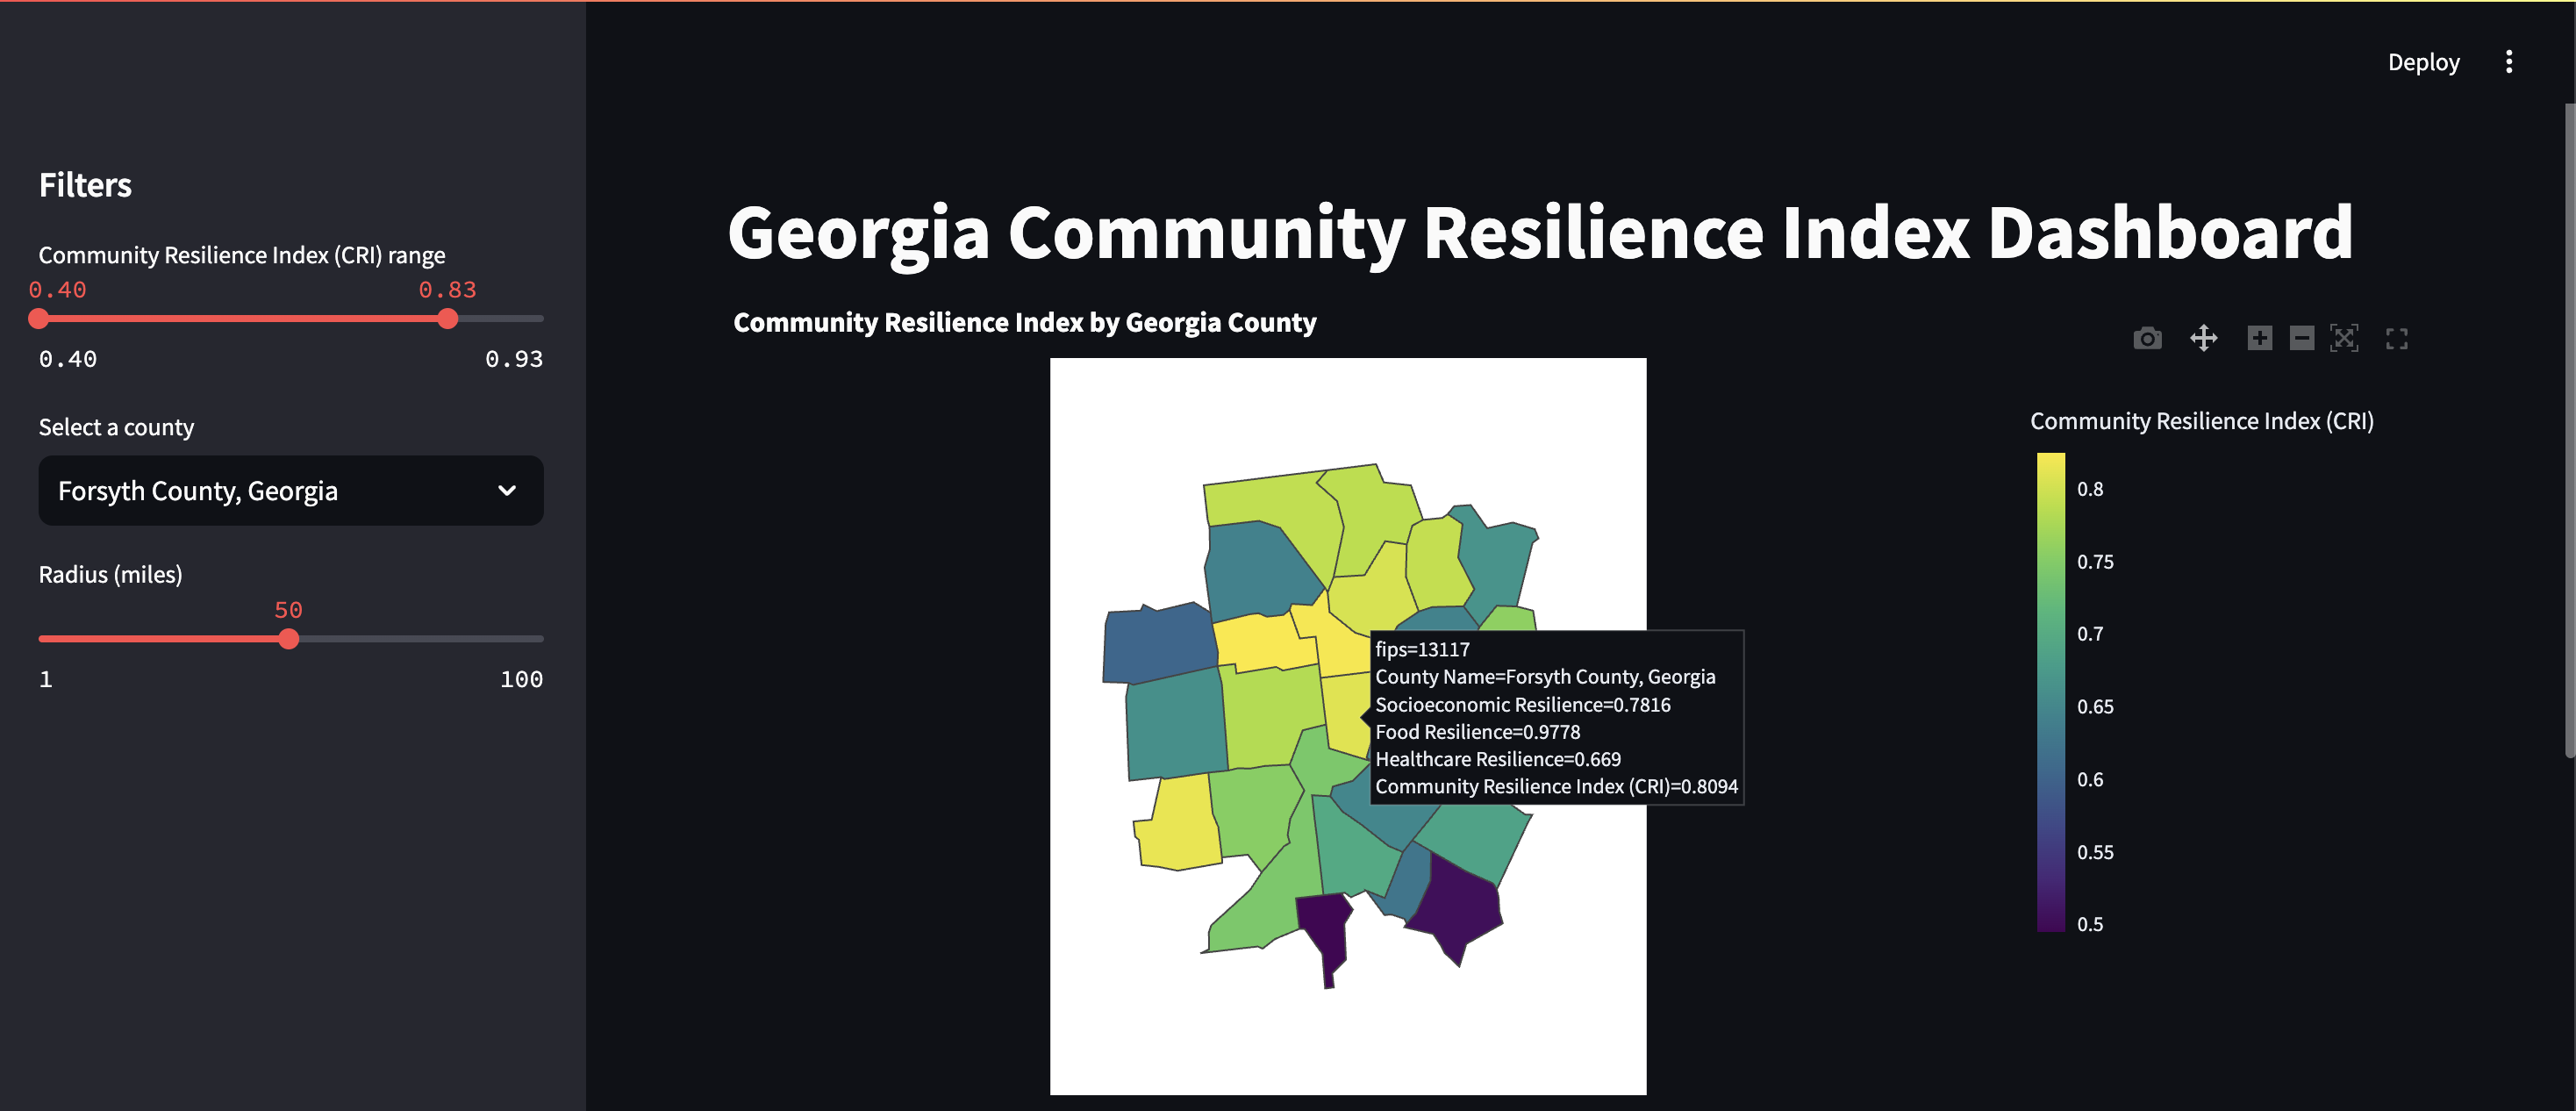 Deploy
Filters
Community Resilience Index (CRI) range
0.40 0.83
0.40 0.93
Select a county
Forsyth County, Georgia
Radius (miles)
50
1 100
Georgia Community Resilience Index Dashboard
Community Resilience Index by Georgia County
fips=13117
County Name=Forsyth County, Georgia
Socioeconomic Resilience=0.7816
Food Resilience=0.9778
Healthcare Resilience=0.669
Community Resilience Index (CRI)=0.8094
Community Resilience Index (CRI)
0.8
0.75
0.7
0.65
0.6
0.55
0.5